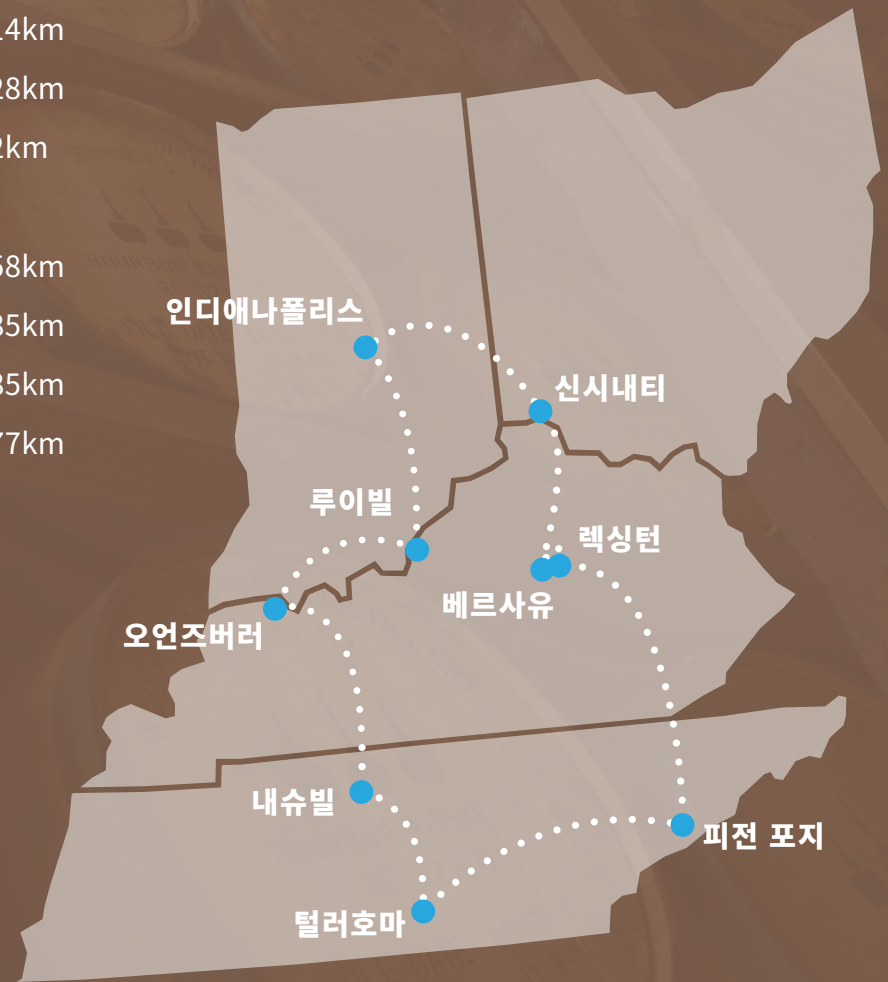 4km
28km
2km
58km
35km
35km
77km
인디애나폴리스
신시내티
루이빌
렉싱턴
베르사유
오언즈버러
내슈빌
피전 포지
털러호마